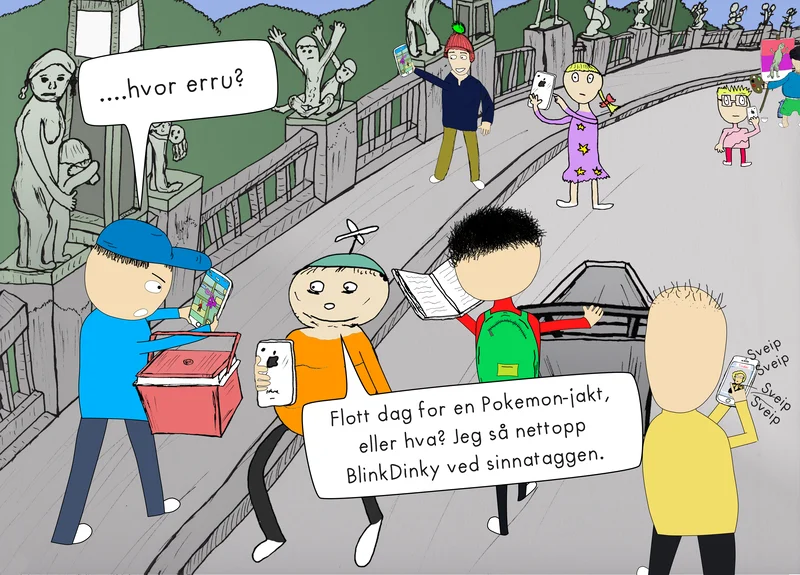 ....hvor erru?
Flott dag for en Pokemon-jakt,
eller hva? Jeg så nettopp
BlinkDinky ved sinnataggen.
Sveip
Sveip
Sveip
Sveip